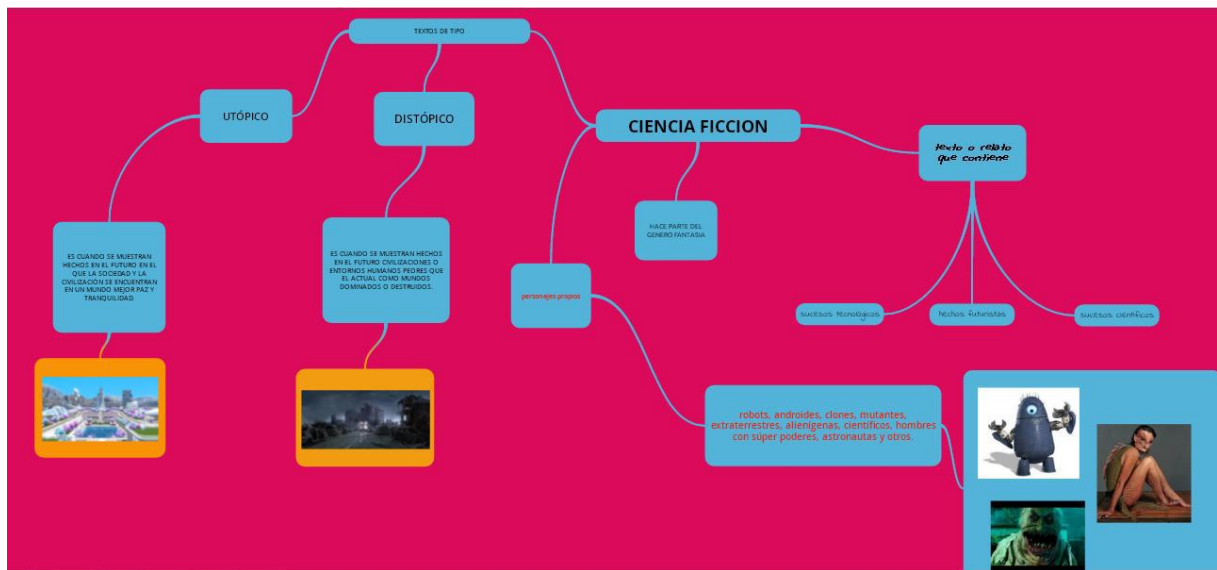 TEXTOS DE TIPO
UTÓPICO
DISTÓPICO
CIENCIA FICCION
texto o relato
que contiene
HACE PARTE DEL
GENERO FANTASIA
ES CUANDO SE MUESTRAN
HECHOS EN EL FUTURO EN EL
QUE LA SOCIEDAD Y LA
CIVILIZACIÓN SE ENCUENTRAN
EN UN MUNDO MEJOR PAZ Y
TRANQUILIDAD.
ES CUANDO SE MUESTRAN HECHOS
EN EL FUTURO CIVILIZACIONES O
ENTORNOS HUMANOS PEORES QUE
EL ACTUAL COMO MUNDOS
DOMINADOS O DESTRUIDOS.
personajes propios
sucesos tecnológicos
hechos futuristas
sucesos científicos
robots, androides, clones, mutantes,
extraterrestres, alienígenas, científicos, hombres
con súper poderes, astronautas y otros.